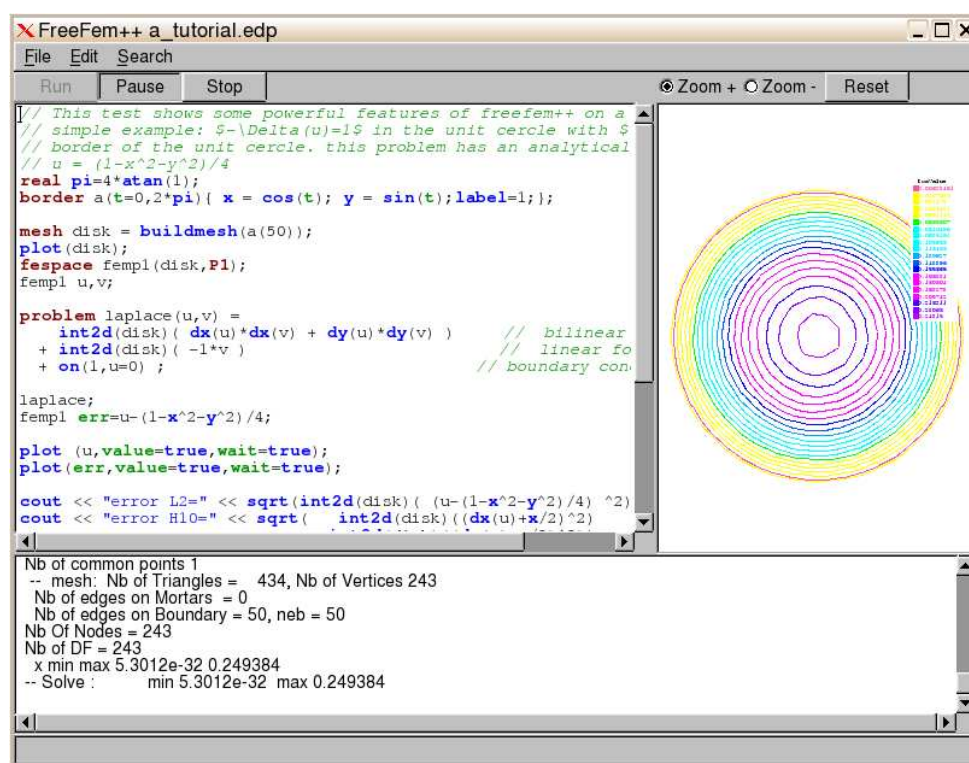 FreeFem++ a_tutorial.edp
File Edit Search
Run Pause Stop Zoom + Zoom - Reset
// This test shows some powerful features of freefem++ on a
// simple example: $-\Delta(u)=1$ in the unit cercle with $
// border of the unit cercle. this problem has an analytical
// u = (1-x^2-y^2)/4
real pi=4*atan(1);
border a(t=0,2*pi){ x = cos(t); y = sin(t);label=1;};
mesh disk = buildmesh(a(50));
plot(disk);
fespace femp1(disk,P1);
femp1 u,v;
problem laplace(u,v) =
int2d(disk)( dx(u)*dx(v) + dy(u)*dy(v) ) // bilinear
+ int2d(disk)( -1*v ) // linear fo
+ on(1,u=0) ; // boundary con
laplace;
femp1 err=u-(1-x^2-y^2)/4;
plot (u,value=true,wait=true);
plot(err,value=true,wait=true);
cout << "error L2=" << sqrt(int2d(disk)( (u-(1-x^2-y^2)/4) ^2)
cout << "error H10=" << sqrt( int2d(disk)((dx(u)+x/2)^2)
IsoValue
Nb of common points 1
-- mesh: Nb of Triangles = 434, Nb of Vertices 243
Nb of edges on Mortars = 0
Nb of edges on Boundary = 50, neb = 50
Nb Of Nodes = 243
Nb of DF = 243
x min max 5.3012e-32 0.249384
-- Solve : min 5.3012e-32 max 0.249384